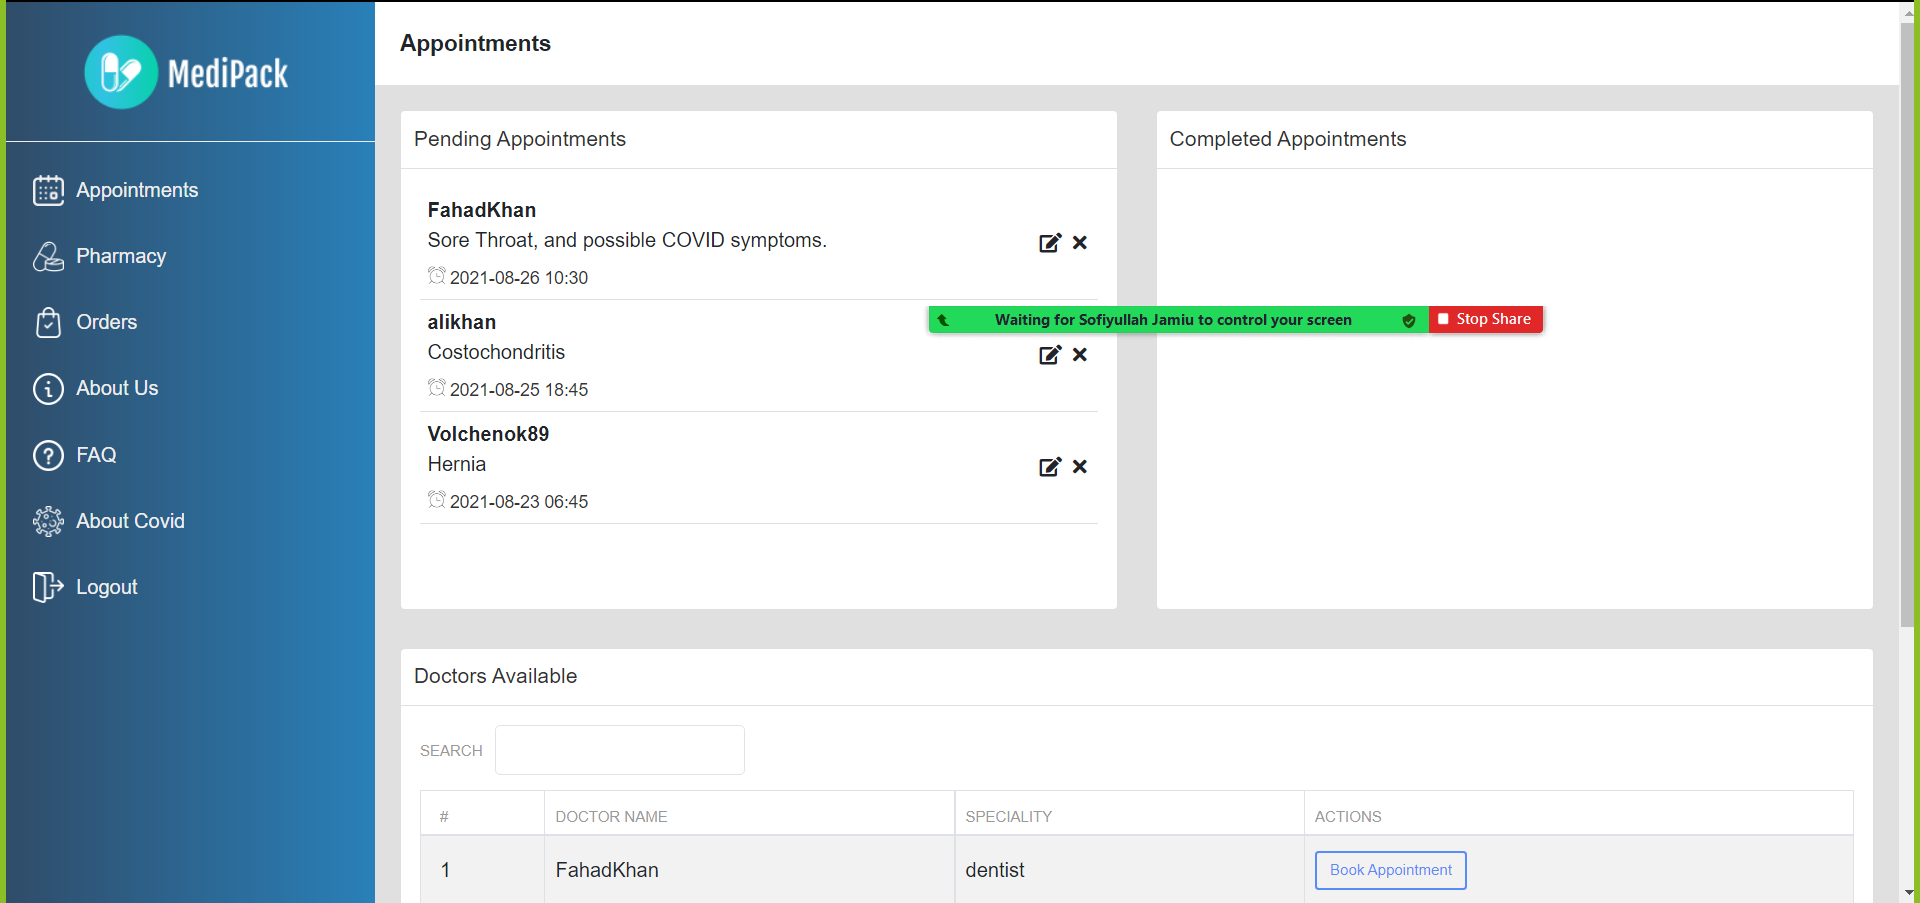 MediPack
Appointments
Pharmacy
Orders
About Us
FAQ
About Covid
Logout
Appointments
Pending Appointments
FahadKhan
Sore Throat, and possible COVID symptoms.
2021-08-26 10:30
alikhan
Costochondritis
2021-08-25 18:45
Volchenok89
Hernia
2021-08-23 06:45
Completed Appointments
Waiting for Sofiyullah Jamiu to control your screen Stop Share
Doctors Available
SEARCH
# DOCTOR NAME SPECIALITY ACTIONS
1 FahadKhan dentist Book Appointment